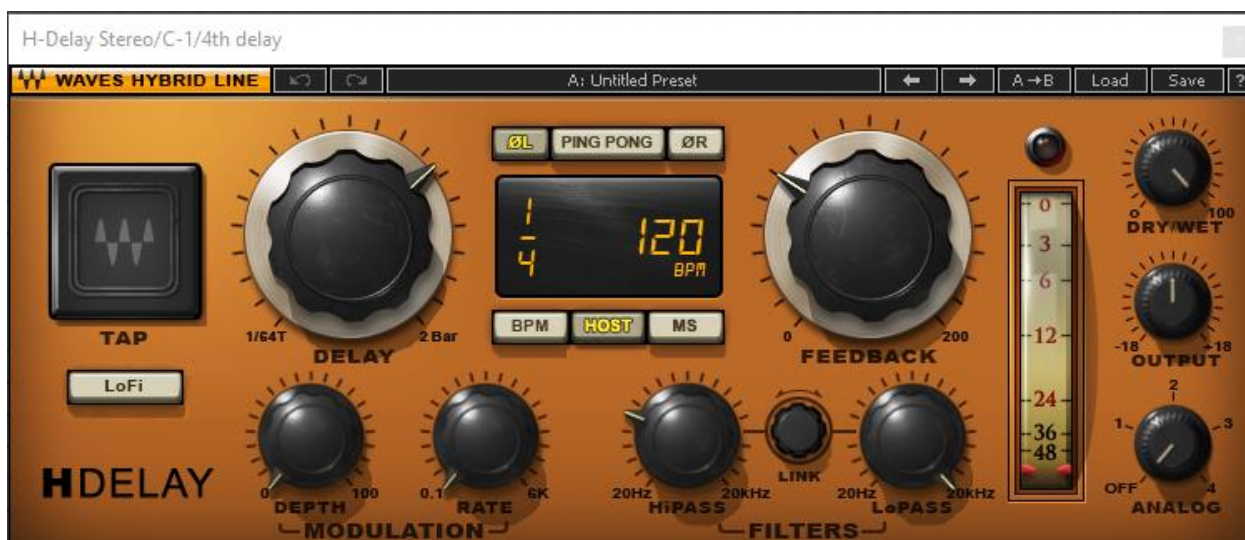 H-Delay Stereo/C-1/4th delay
WAVES HYBRID LINE A: Untitled Preset A→B Load Save ?
ØL PING PONG ØR
1/4 120 BPM
BPM HOST MS
TAP
LoFi
1/64T 2 Bar
DELAY
0 200
FEEDBACK
0 100
DEPTH
0.1 6K
RATE
MODULATION
20Hz 20kHz
HiPASS
LINK
20Hz 20kHz
LoPASS
FILTERS
0
3
6
12
24
36
48
0 100
DRY/WET
-18 +18
OUTPUT
OFF 1 2 3 4
ANALOG
HDELAY